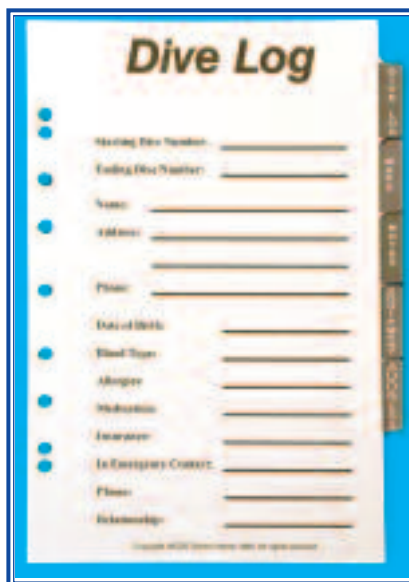 Dive Log
Starting Dive Number:
Ending Dive Number:
Name:
Address:
Phone:
Date of Birth:
Blood Type:
Allergies:
Medications:
Insurance:
In Emergency Contact:
Phone:
Relationship: